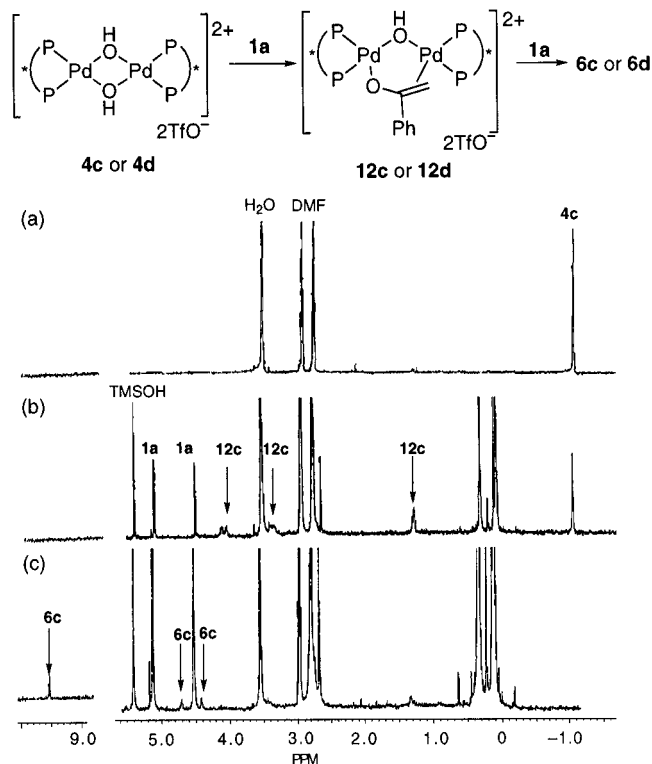 P P
* Pd Pd *
P P
O H
O H
2+
2TfO⁻
1a
4c or 4d
P H O P
* Pd Pd *
P P
O
Ph
2+
2TfO⁻
12c or 12d
1a
6c or 6d
(a)
H₂O DMF 4c
(b)
TMSOH
1a 1a 12c 12c 12c
(c)
6c 6c 6c
9.0 5.0 4.0 3.0 2.0 1.0 0 -1.0
PPM